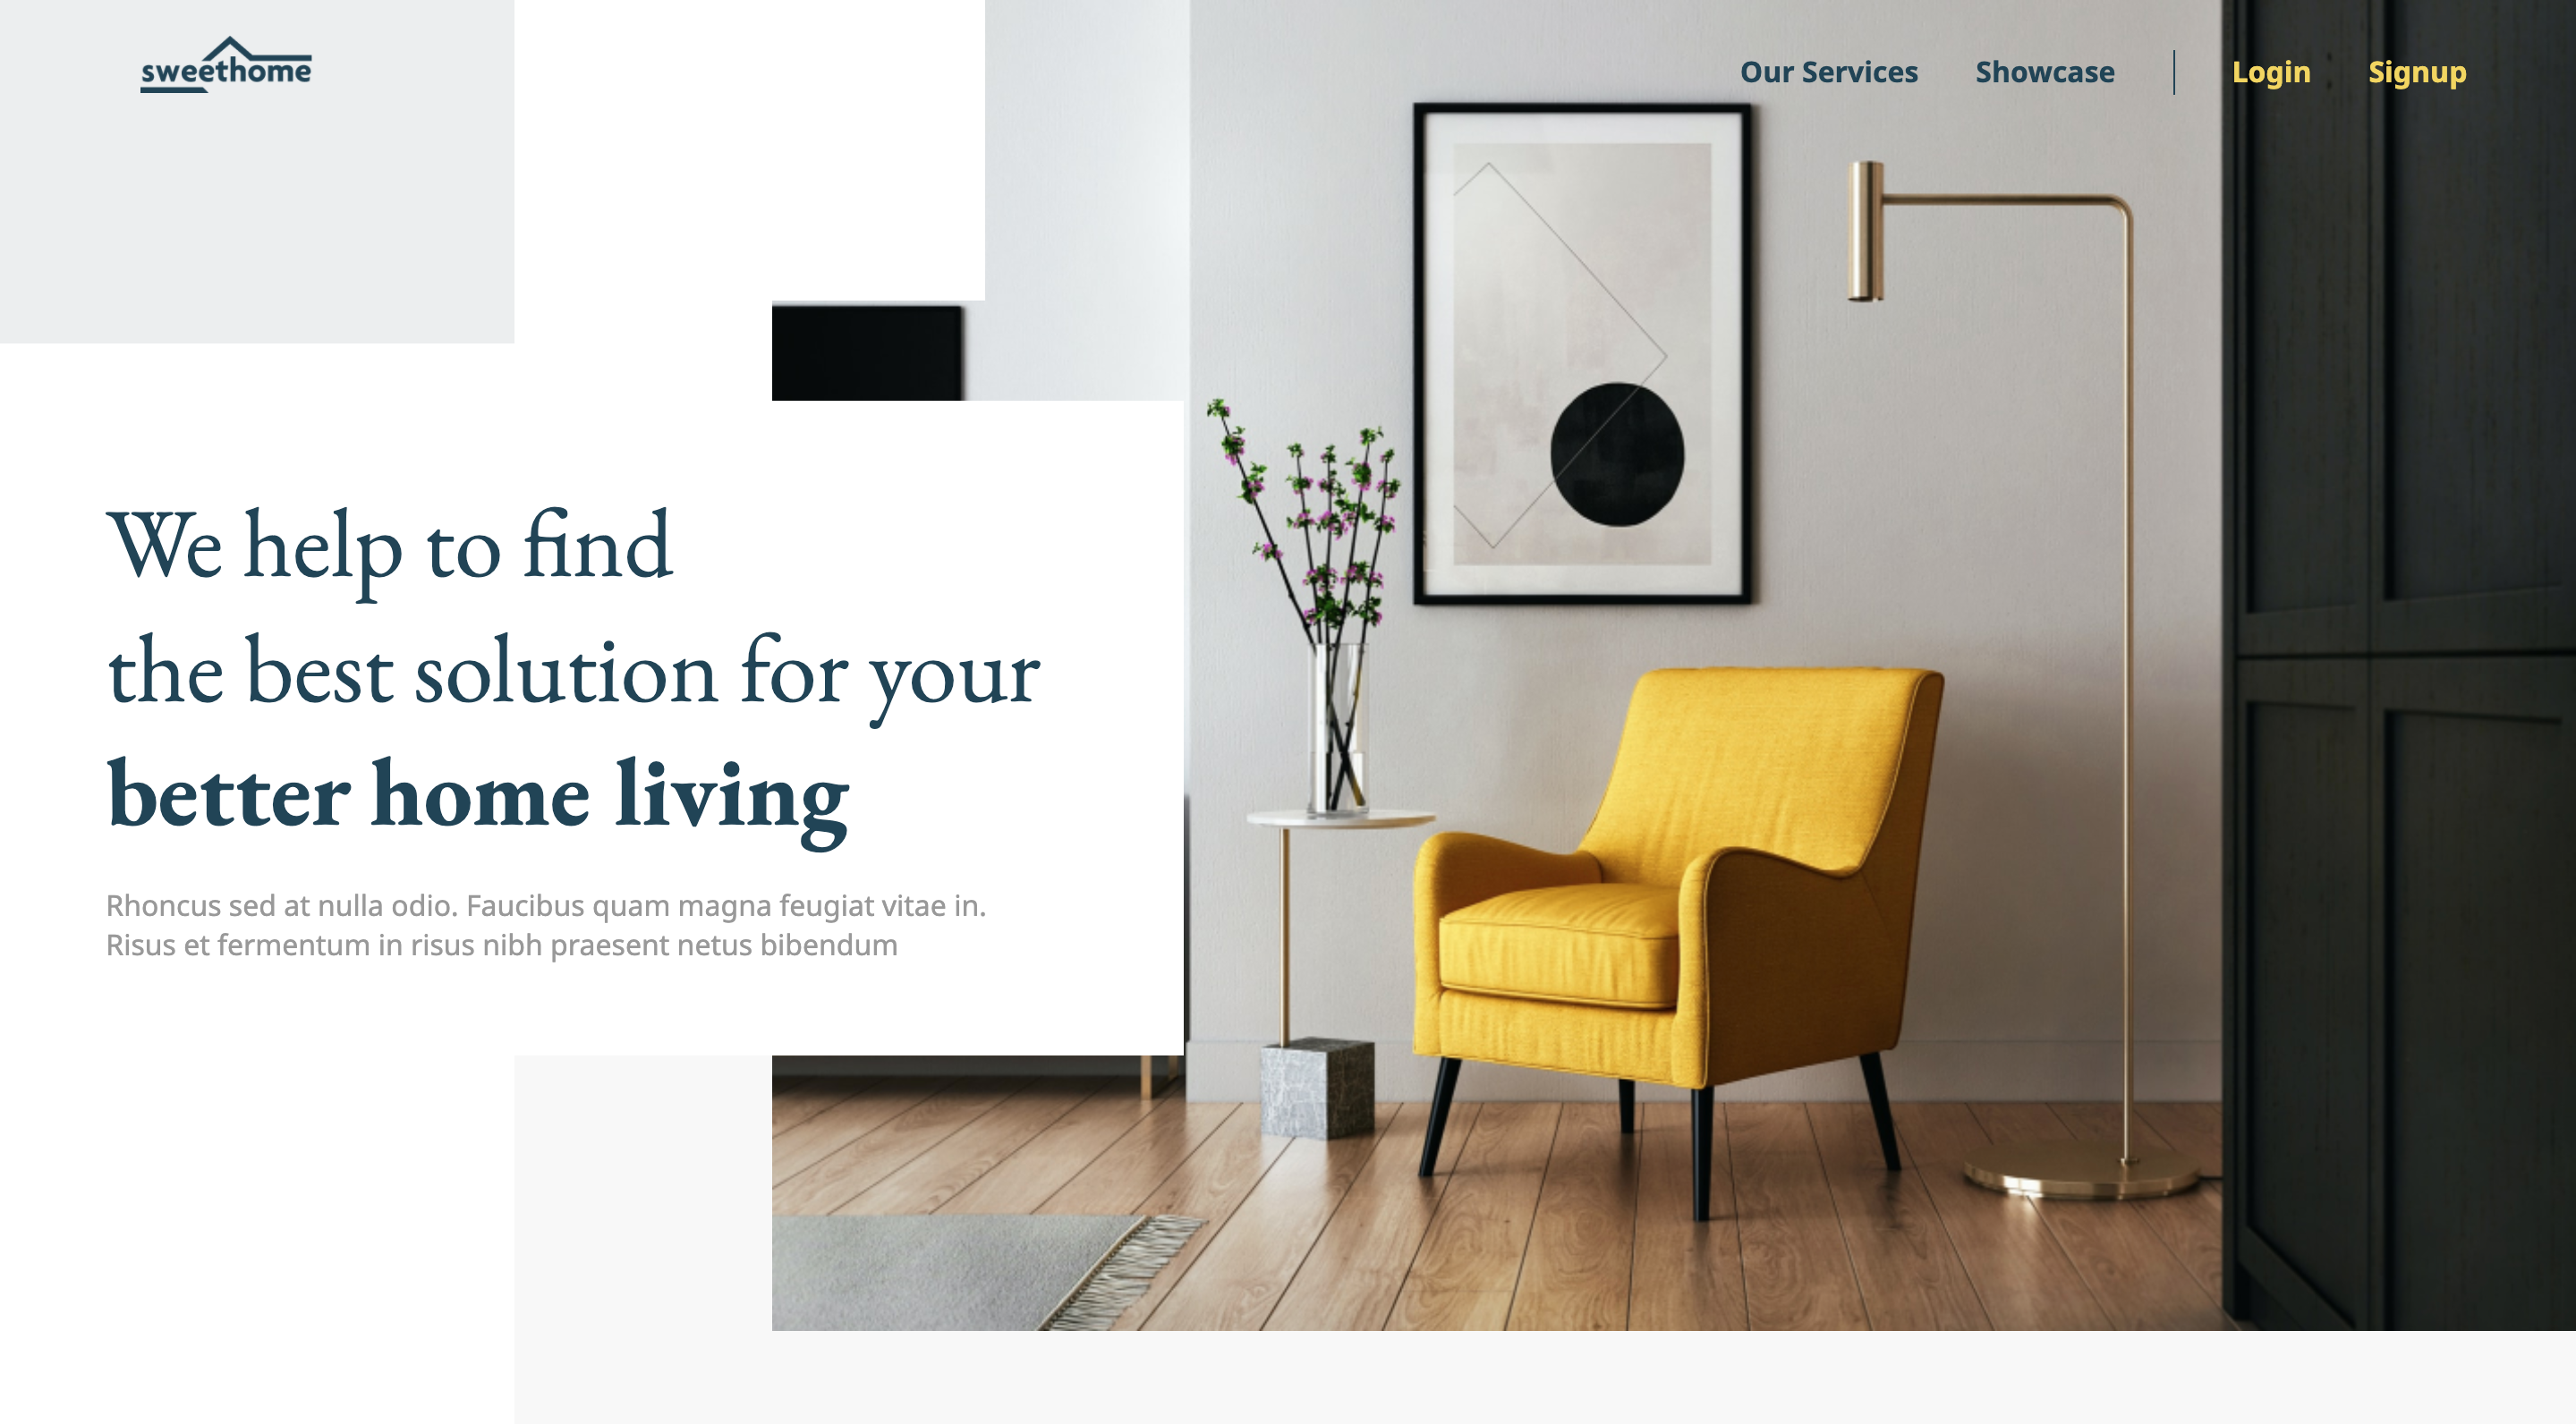 sweethome
Our Services Showcase Login Signup
We help to find
the best solution for your
better home living
Rhoncus sed at nulla odio. Faucibus quam magna feugiat vitae in.
Risus et fermentum in risus nibh praesent netus bibendum